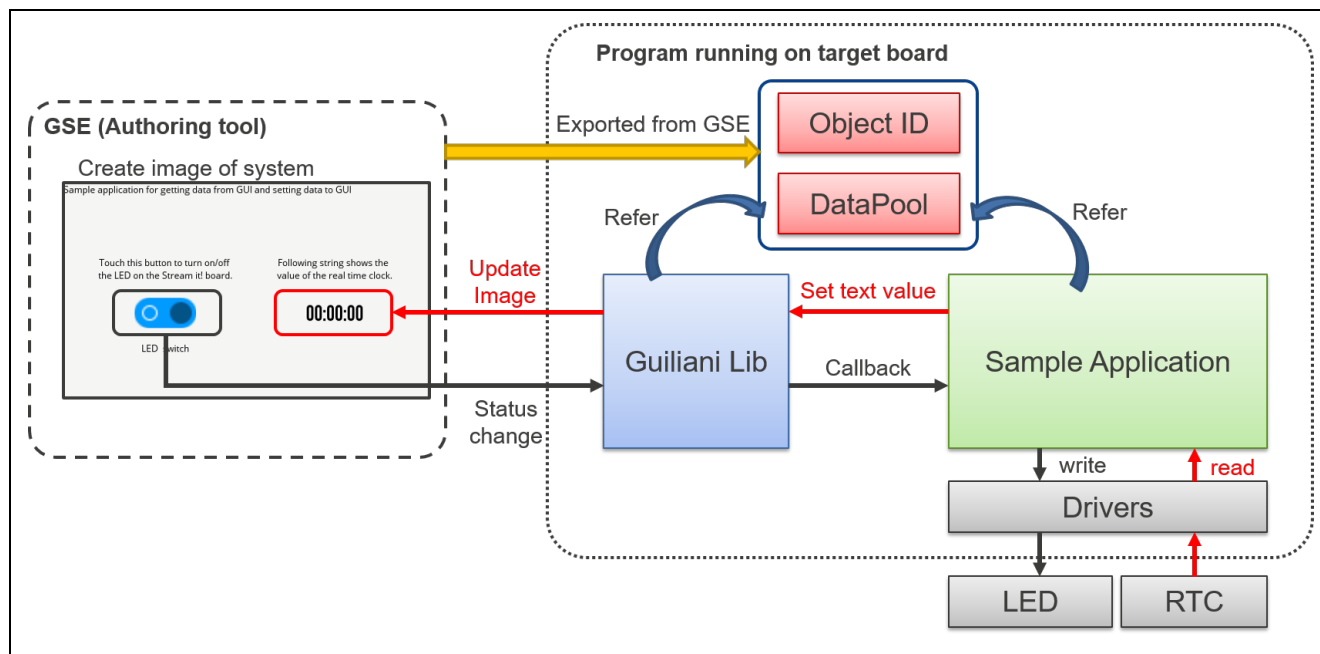 Program running on target board
GSE (Authoring tool)
Create image of system
Sample application for getting data from GUI and setting data to GUI
Touch this button to turn on/off
the LED on the Stream it! board.
LED switch
Following string shows the
value of the real time clock.
00:00:00
Exported from GSE
Object ID
DataPool
Refer
Refer
Update
Image
Set text value
Guiliani Lib
Callback
Sample Application
Status
change
write
read
Drivers
LED
RTC